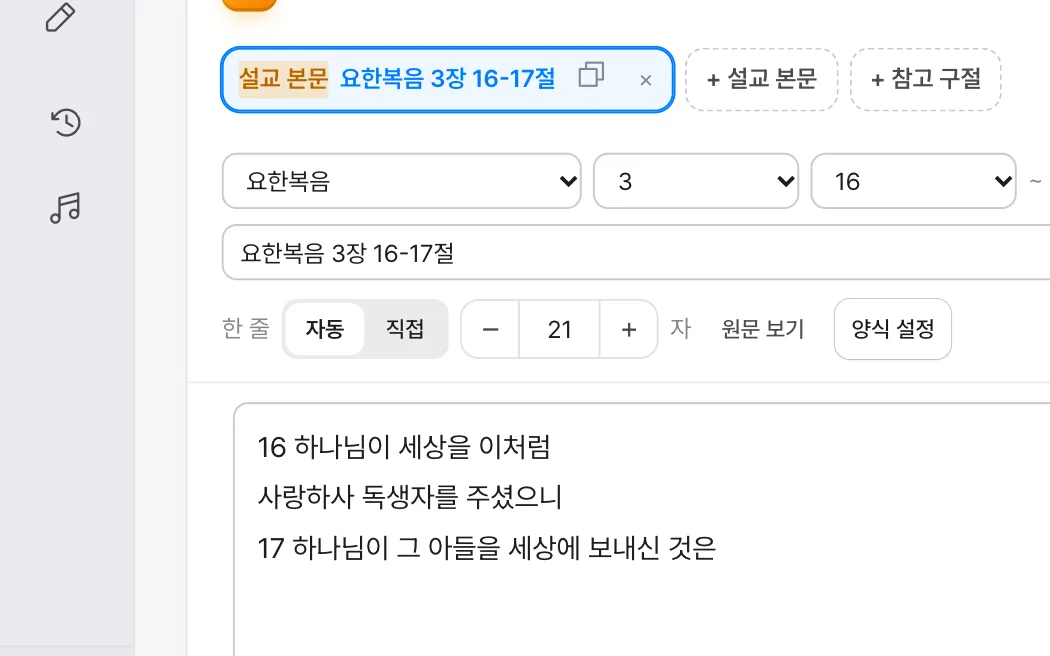 설교 본문 요한복음 3장 16-17절 × + 설교 본문 + 참고 구절
요한복음 3 16 ~
요한복음 3장 16-17절
한 줄 자동 직접 − 21 + 자 원문 보기 양식 설정
16 하나님이 세상을 이처럼
사랑하사 독생자를 주셨으니
17 하나님이 그 아들을 세상에 보내신 것은